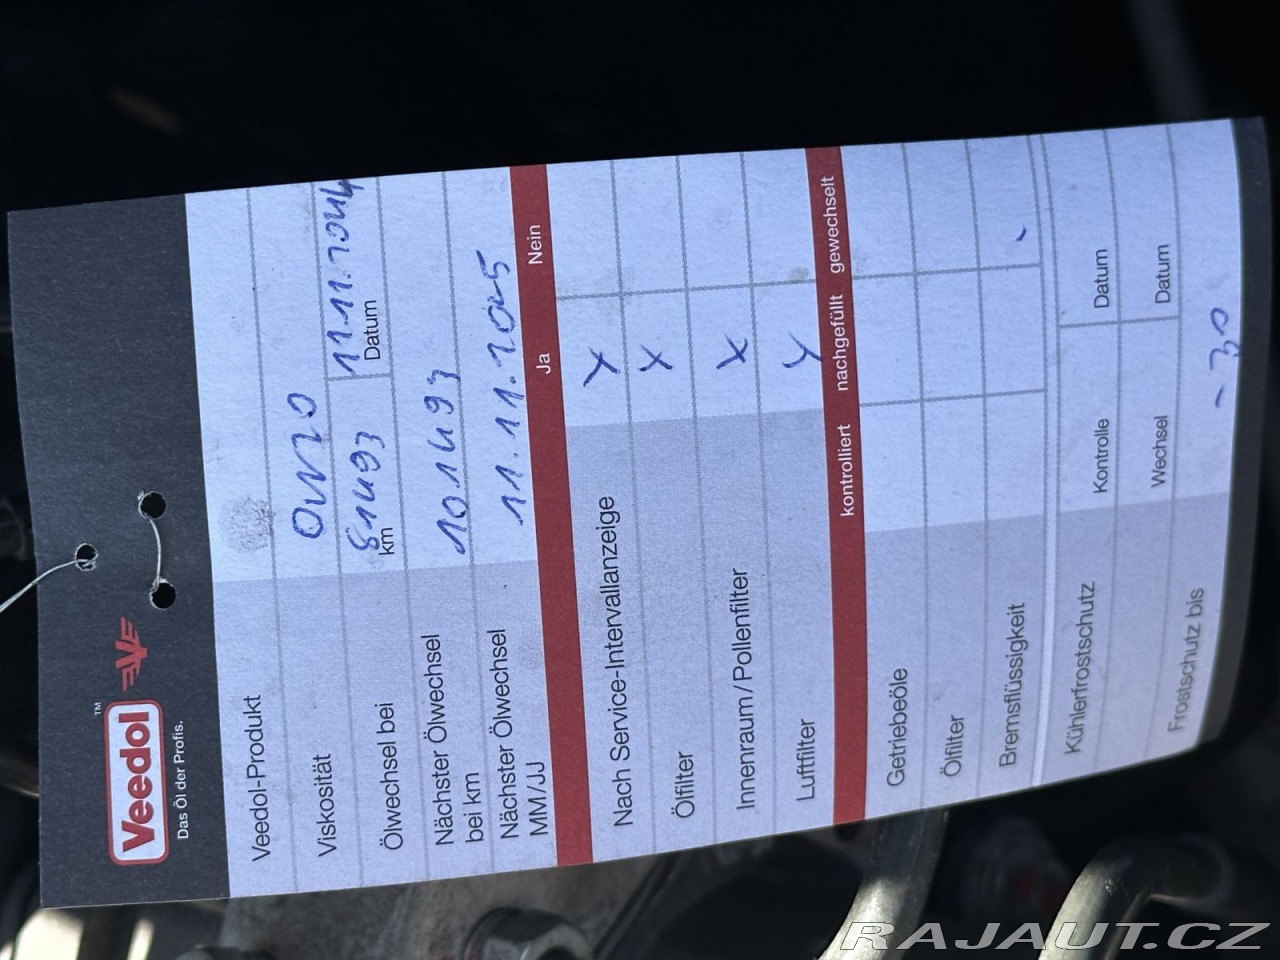 Veedol™
Das Öl der Profis.
Veedol-Produkt
Viskosität 0W20
Ölwechsel bei 81493 km 11.11.2024 Datum
Nächster Ölwechsel bei km 101493
Nächster Ölwechsel MM/JJ 11.11.2025
Ja Nein
Nach Service-Intervallanzeige X
Ölfilter X
Innenraum/Pollenfilter X
Luftfilter X
kontrolliert nachgefüllt gewechselt
Getriebeöle
Ölfilter
Bremsflüssigkeit
Kühlerfrostschutz Kontrolle Datum
Wechsel Datum
Frostschutz bis - 30
RAJAUT.CZ